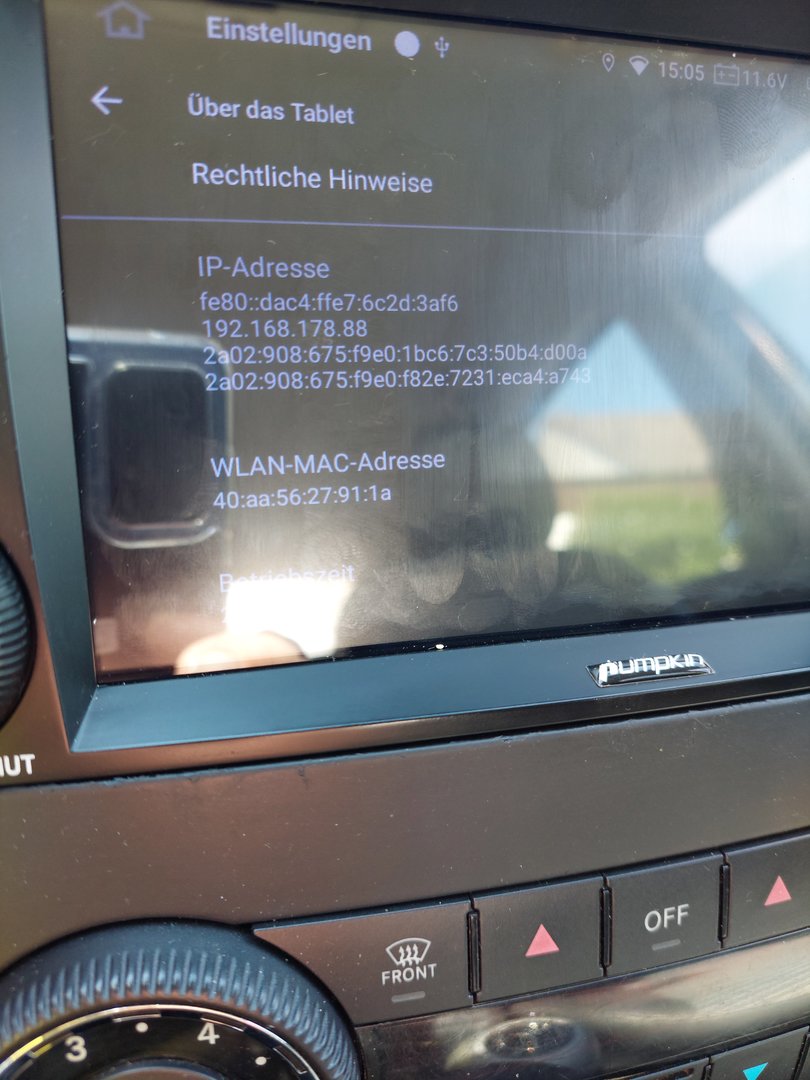 Einstellungen
15:05
11.6V
Über das Tablet
Rechtliche Hinweise
IP-Adresse
fe80::dac4:ffe7:6c2d:3af6
192.168.178.88
2a02:908:675:f9e0:1bc6:7c3:50b4:d00a
2a02:908:675:f9e0:f82e:7231:eca4:a743
WLAN-MAC-Adresse
40:aa:56:27:91:1a
Betriebszeit
pumpkin
FRONT
OFF
3
4